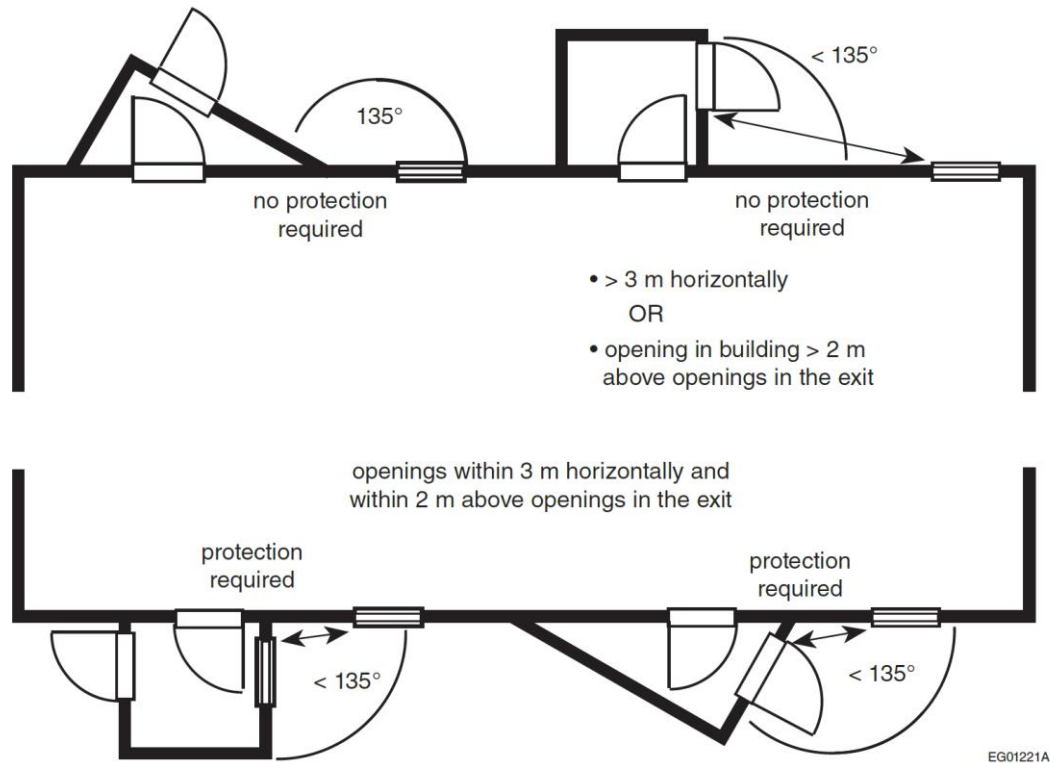 < 135°
135°
no protection
required
no protection
required
• > 3 m horizontally
OR
• opening in building > 2 m
above openings in the exit
openings within 3 m horizontally and
within 2 m above openings in the exit
protection
required
protection
required
< 135°
< 135°
EG01221A